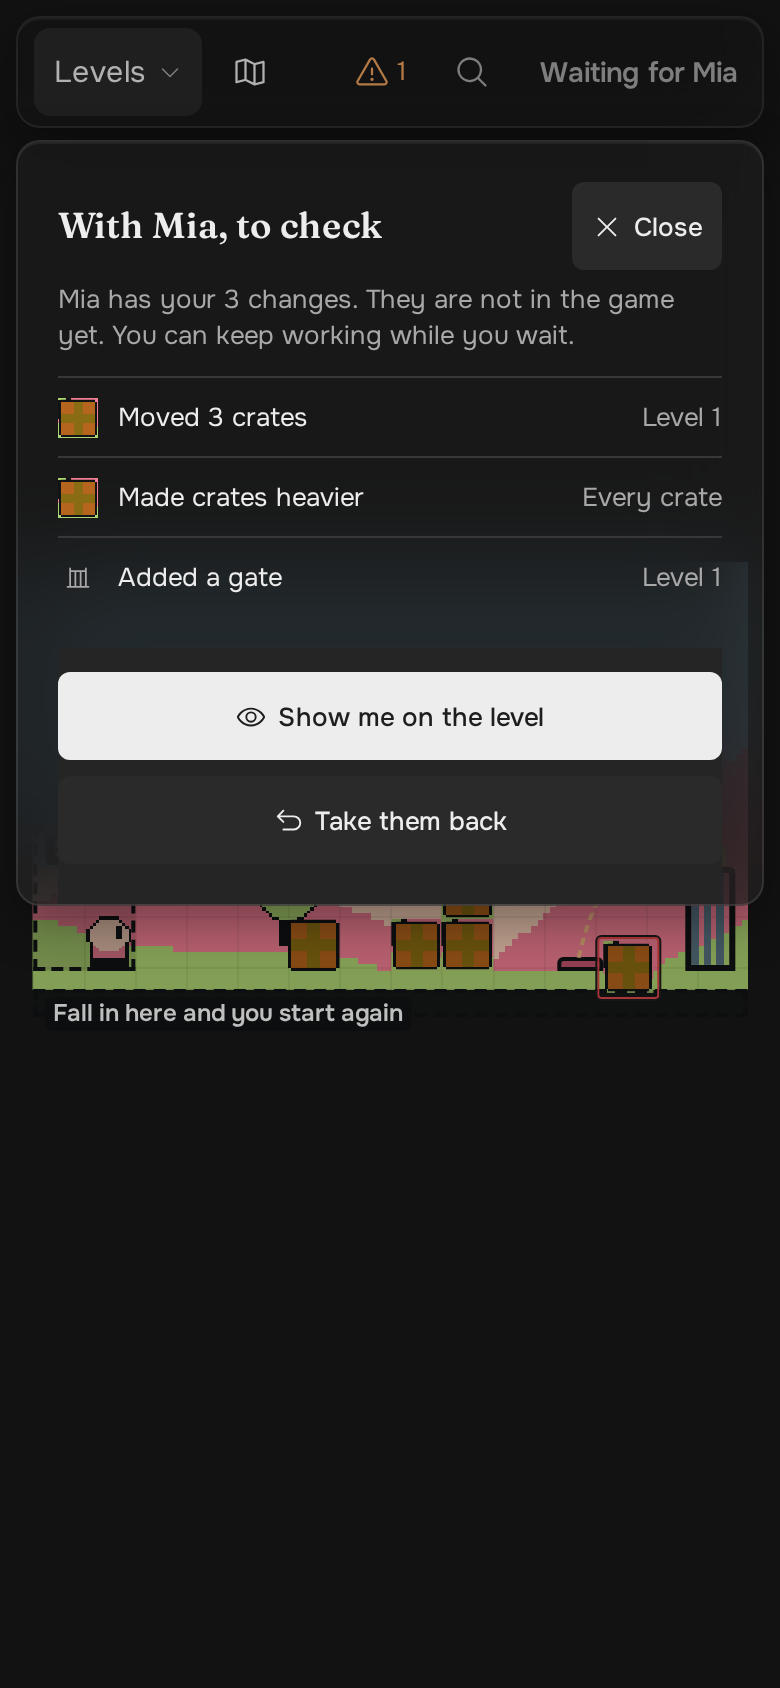 Levels
1
Waiting for Mia
With Mia, to check
Close
Mia has your 3 changes. They are not in the game
yet. You can keep working while you wait.
Moved 3 crates
Level 1
Made crates heavier
Every crate
Added a gate
Level 1
Show me on the level
Take them back
Fall in here and you start again